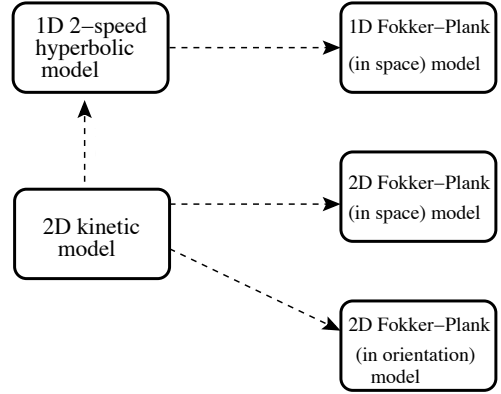 1D 2−speed
hyperbolic
model
1D Fokker−Plank
(in space) model
2D kinetic
model
2D Fokker−Plank
(in space) model
2D Fokker−Plank
(in orientation)
model